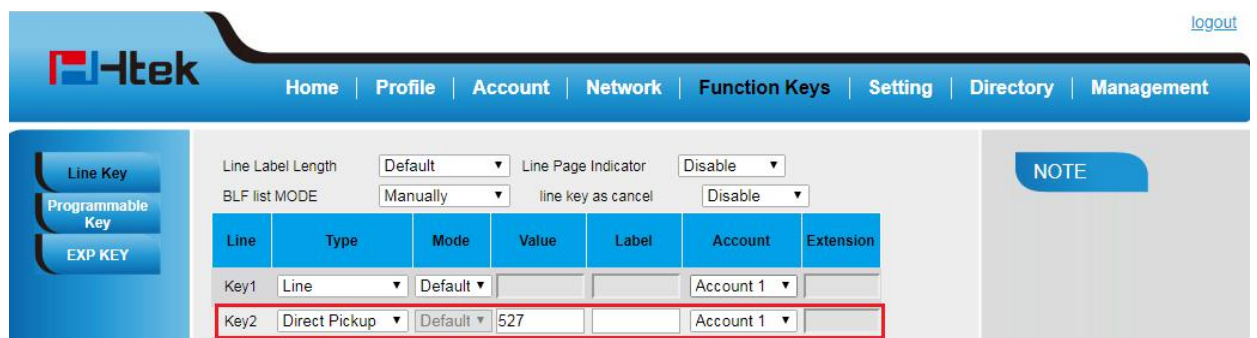 logout
Htek
Home | Profile | Account | Network | Function Keys | Setting | Directory | Management
Line Key
Programmable Key
EXP KEY
Line Label Length Default Line Page Indicator Disable
BLF list MODE Manually line key as cancel Disable
Line Type Mode Value Label Account Extension
Key1 Line Default Account 1
Key2 Direct Pickup Default 527 Account 1
NOTE